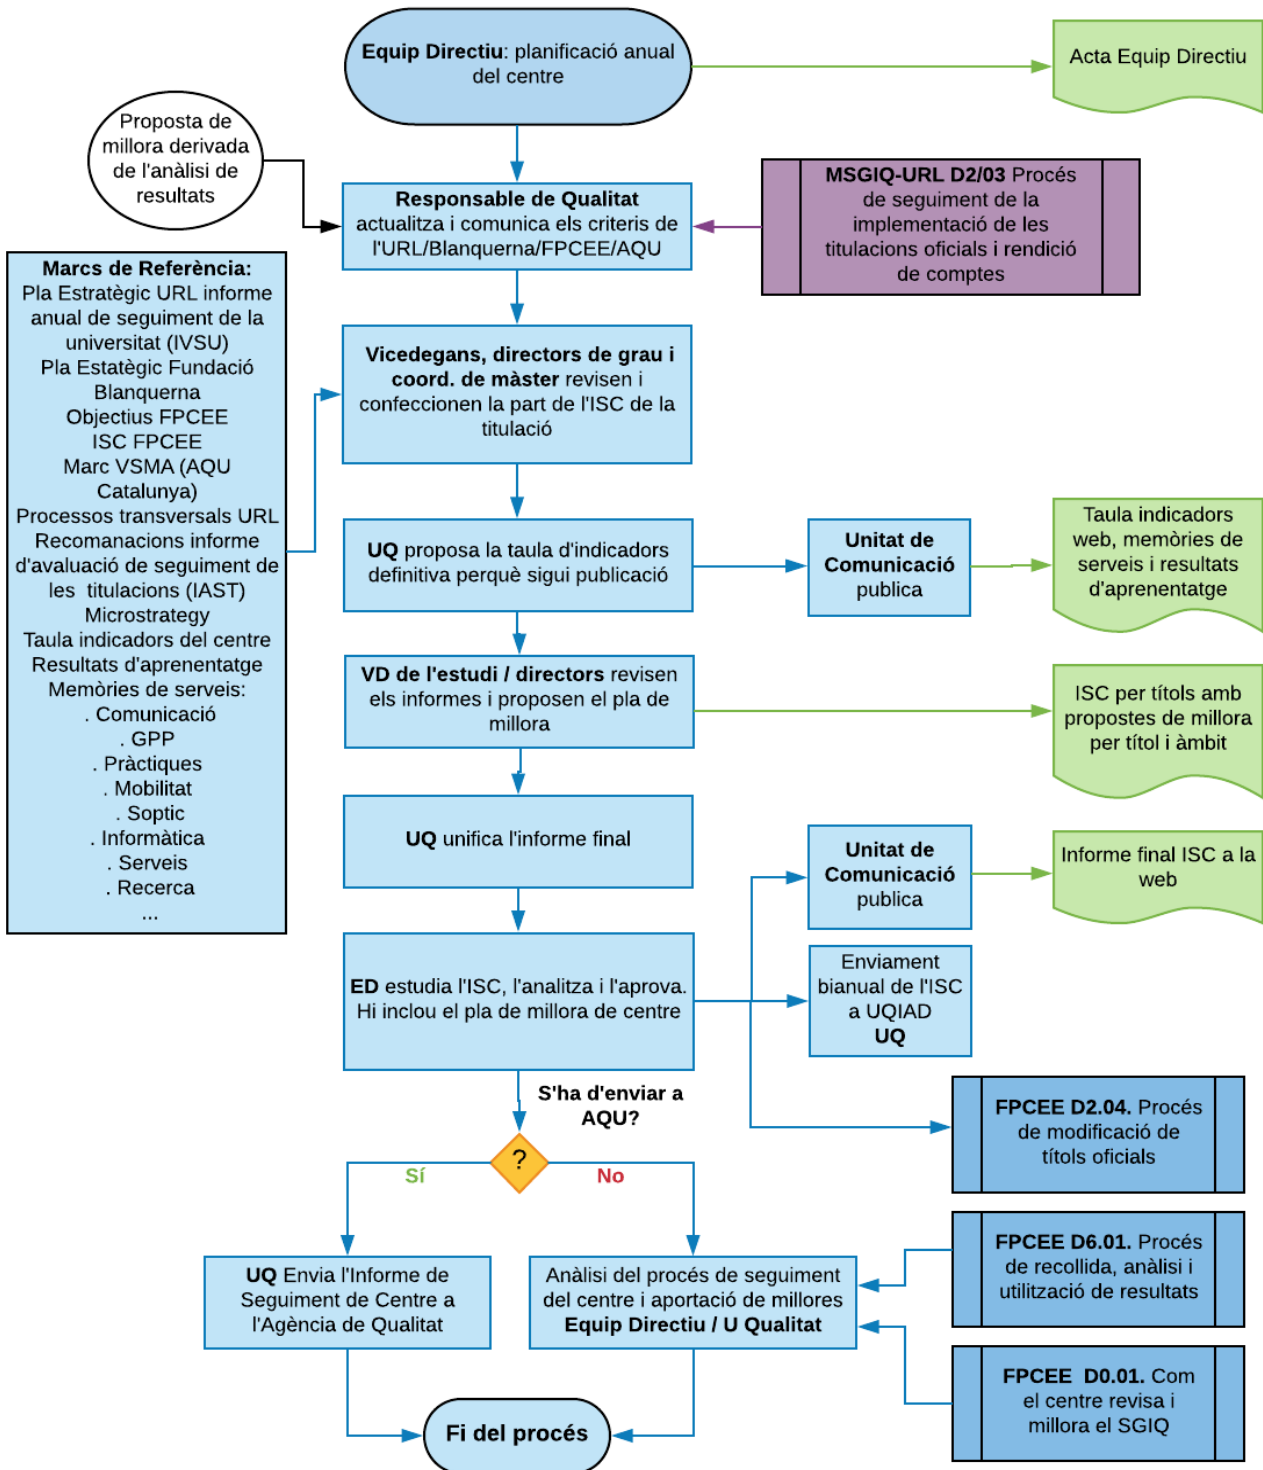 Equip Directiu: planificació anual
del centre
Acta Equip Directiu
Proposta de
millora derivada
de l'anàlisi de
resultats
Responsable de Qualitat
actualitza i comunica els criteris de
l'URL/Blanquerna/FPCEE/AQU
MSGIQ-URL D2/03 Procés
de seguiment de la
implementació de les
titulacions oficials i rendició
de comptes
Marcs de Referència:
Pla Estratègic URL informe
anual de seguiment de la
universitat (IVSU)
Pla Estatègic Fundació
Blanquerna
Objectius FPCEE
ISC FPCEE
Marc VSMA (AQU
Catalunya)
Processos transversals URL
Recomanacions informe
d'avaluació de seguiment de
les titulacions (IAST)
Microstrategy
Taula indicadors del centre
Resultats d'aprenentatge
Memòries de serveis:
. Comunicació
. GPP
. Pràctiques
. Mobilitat
. Soptic
. Informàtica
. Serveis
. Recerca
...
Vicedegans, directors de grau i
coord. de màster revisen i
confeccionen la part de l'ISC de la
titulació
UQ proposa la taula d'indicadors
definitiva perquè sigui publicació
Unitat de
Comunicació
publica
Taula indicadors
web, memòries de
serveis i resultats
d'aprenentatge
VD de l'estudi / directors revisen
els informes i proposen el pla de
millora
ISC per títols amb
propostes de millora
per títol i àmbit
UQ unifica l'informe final
Unitat de
Comunicació
publica
Informe final ISC a la
web
ED estudia l'ISC, l'analitza i l'aprova.
Hi inclou el pla de millora de centre
Enviament
bianual de l'ISC
a UQIAD
UQ
S'ha d'enviar a
AQU?
?
Sí
No
FPCEE D2.04. Procés
de modificació de
títols oficials
UQ Envia l'Informe de
Seguiment de Centre a
l'Agència de Qualitat
Anàlisi del procés de seguiment
del centre i aportació de millores
Equip Directiu / U Qualitat
FPCEE D6.01. Procés
de recollida, anàlisi i
utilització de resultats
FPCEE D0.01. Com
el centre revisa i
millora el SGIQ
Fi del procés